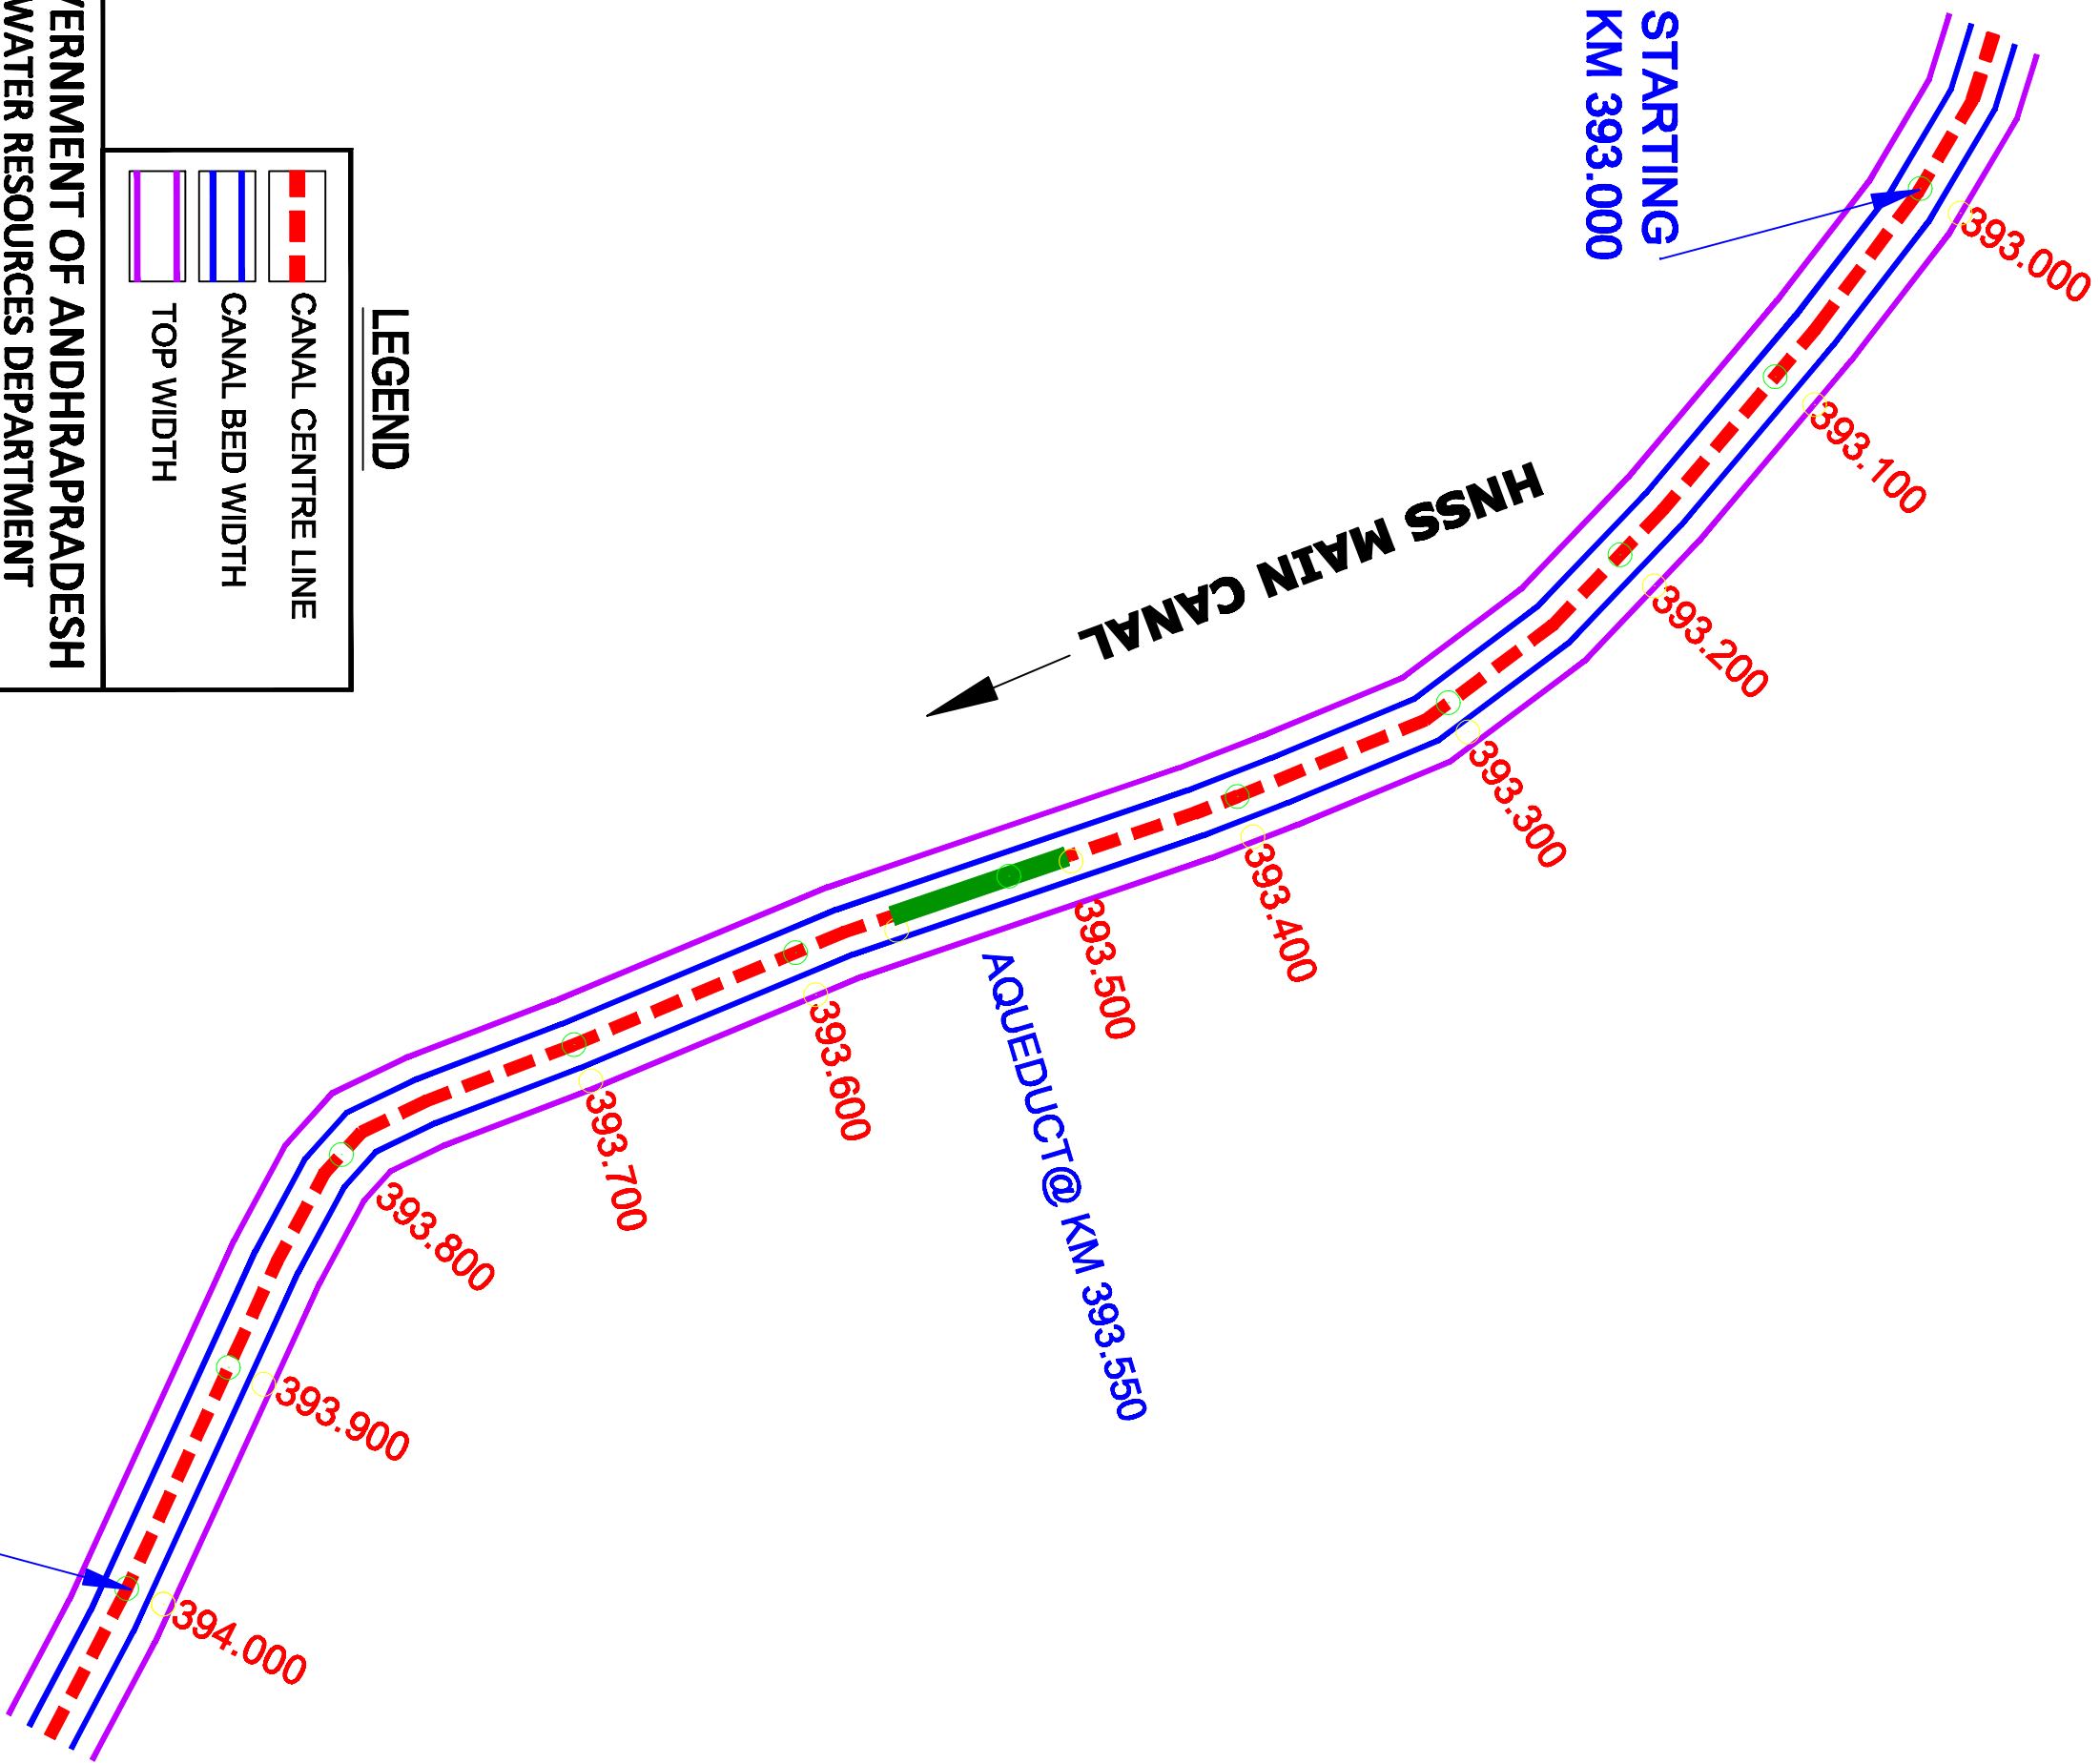 STARTING
KM 393.000
393.000
393.100
393.200
393.300
393.400
393.500
393.600
393.700
393.800
393.900
394.000
HNSS MAIN CANAL
AQUEDUCT@ KM 393.550
LEGEND
CANAL CENTRE LINE
CANAL BED WIDTH
TOP WIDTH
VERNMENT OF ANDHRAPRADESH
WATER RESOURCES DEPARTMENT